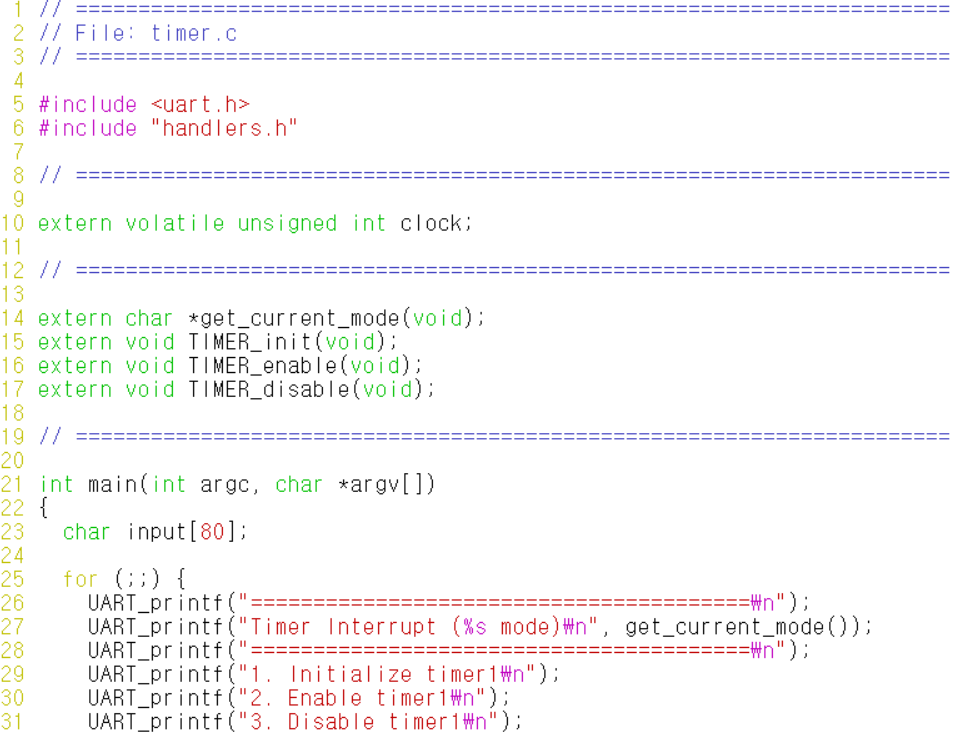 1 // ======================================================================
2 // File: timer.c
3 // ======================================================================
4
5 #include <uart.h>
6 #include "handlers.h"
7
8 // ======================================================================
9
10 extern volatile unsigned int clock;
11
12 // ======================================================================
13
14 extern char *get_current_mode(void);
15 extern void TIMER_init(void);
16 extern void TIMER_enable(void);
17 extern void TIMER_disable(void);
18
19 // ======================================================================
20
21 int main(int argc, char *argv[])
22 {
23   char input[80];
24
25   for (;;) {
26     UART_printf("========================================₩n");
27     UART_printf("Timer Interrupt (%s mode)₩n", get_current_mode());
28     UART_printf("========================================₩n");
29     UART_printf("1. Initialize timer1₩n");
30     UART_printf("2. Enable timer1₩n");
31     UART_printf("3. Disable timer1₩n");